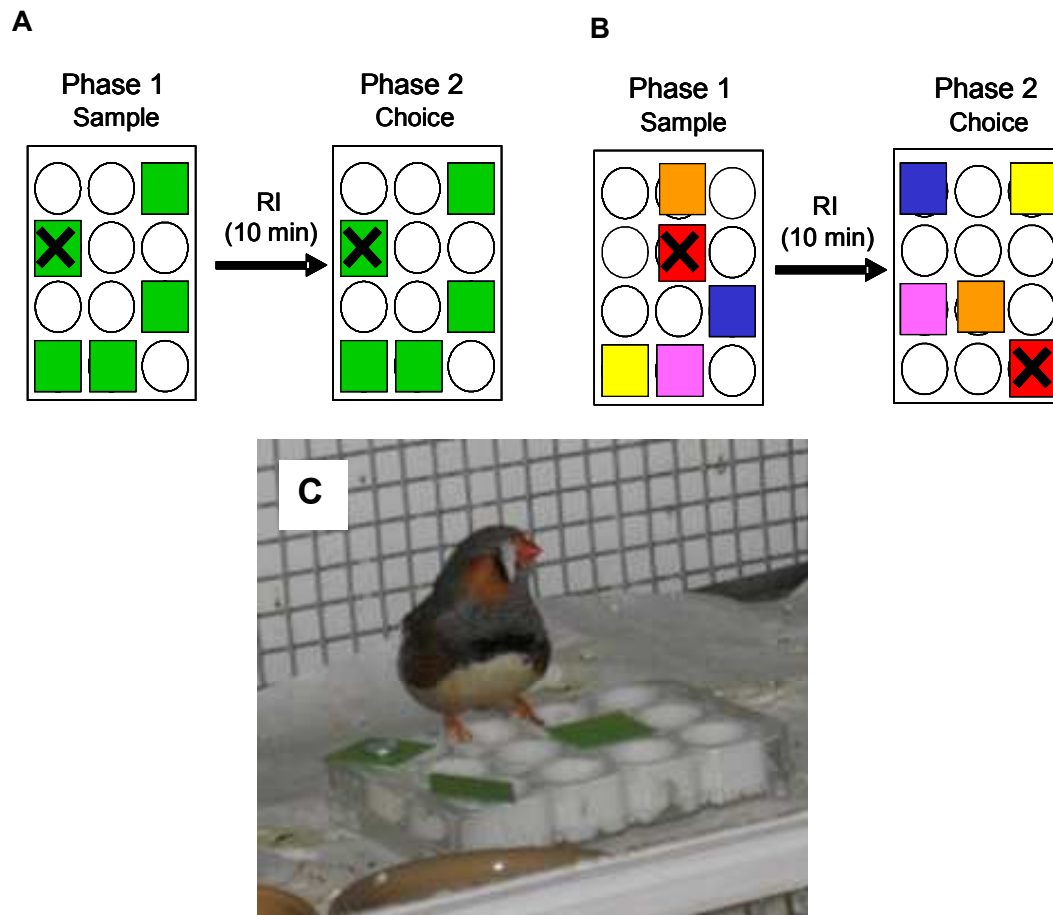 A
Phase 1
Sample
RI
(10 min)
Phase 2
Choice
B
Phase 1
Sample
RI
(10 min)
Phase 2
Choice
C